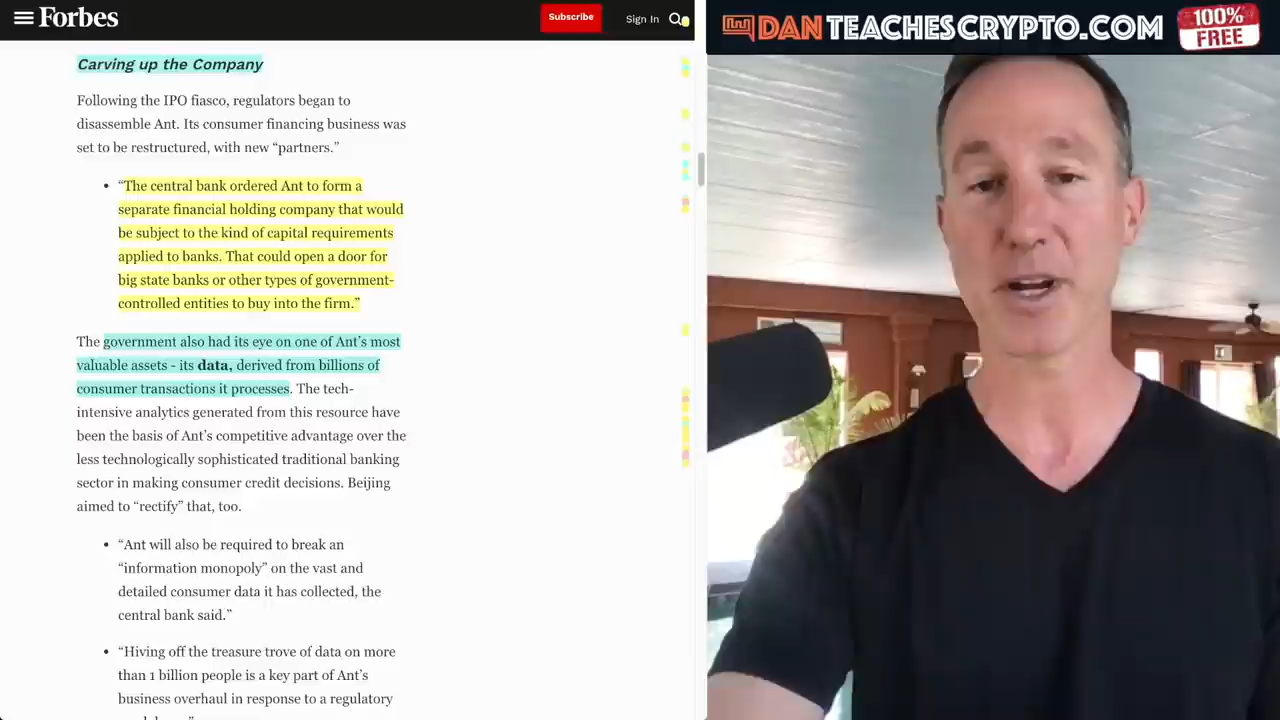 Forbes
Subscribe
Sign In
DANTEACHESCRYPTO.COM
100%
FREE
Carving up the Company
Following the IPO fiasco, regulators began to
disassemble Ant. Its consumer financing business was
set to be restructured, with new “partners.”
• “The central bank ordered Ant to form a
separate financial holding company that would
be subject to the kind of capital requirements
applied to banks. That could open a door for
big state banks or other types of government-
controlled entities to buy into the firm.”
The government also had its eye on one of Ant’s most
valuable assets - its data, derived from billions of
consumer transactions it processes. The tech-
intensive analytics generated from this resource have
been the basis of Ant’s competitive advantage over the
less technologically sophisticated traditional banking
sector in making consumer credit decisions. Beijing
aimed to “rectify” that, too.
• “Ant will also be required to break an
“information monopoly” on the vast and
detailed consumer data it has collected, the
central bank said.”
• “Hiving off the treasure trove of data on more
than 1 billion people is a key part of Ant’s
business overhaul in response to a regulatory